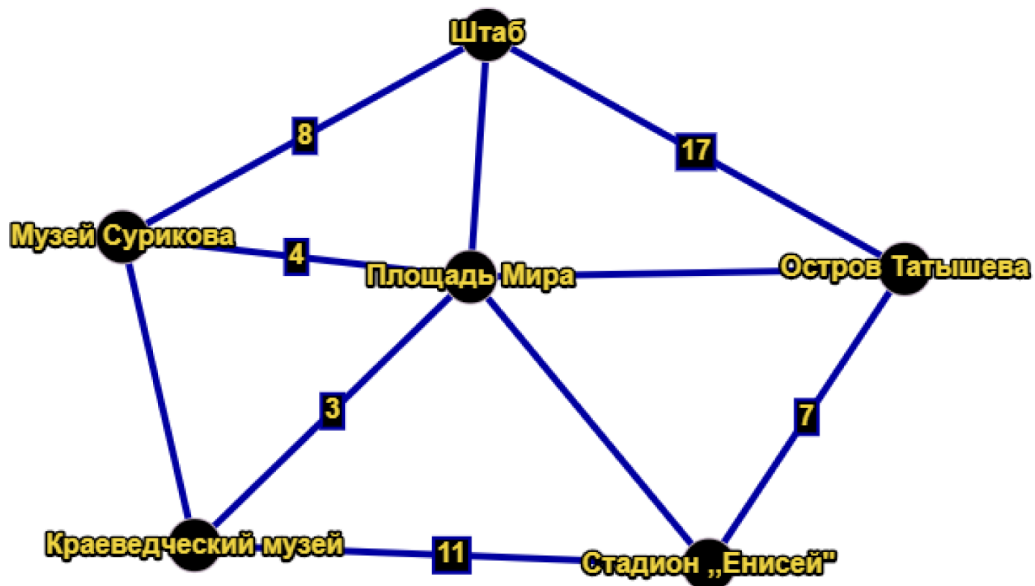 Штаб
8
17
Музей Сурикова
4
Площадь Мира
Остров Татышева
3
7
Краеведческий музей
11
Стадион ,,Енисей"